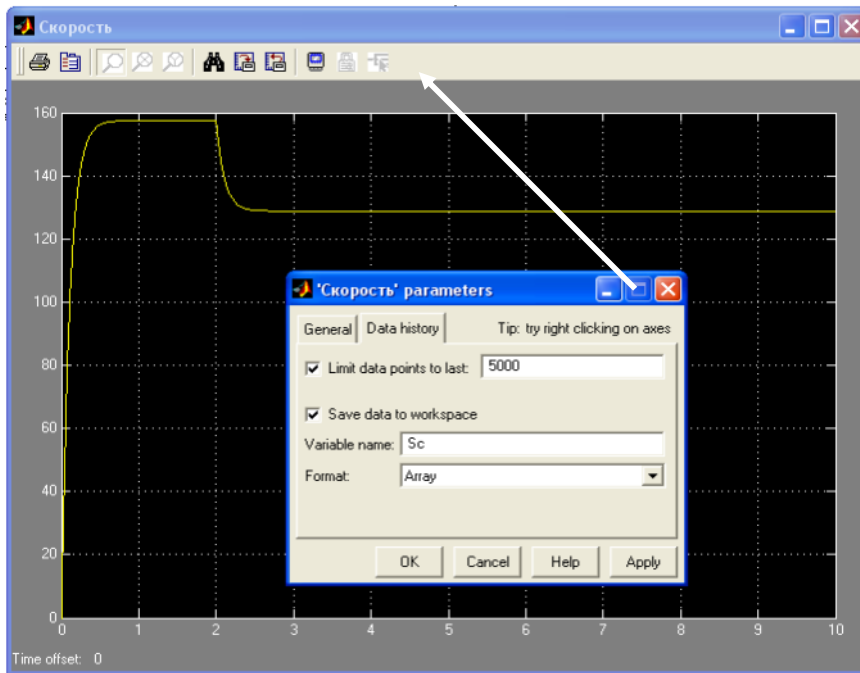 Скорость
160
140
120
100
80
60
40
20
0
'Скорость' parameters
General Data history Tip: try right clicking on axes
Limit data points to last: 5000
Save data to workspace
Variable name: Sc
Format: Array
OK Cancel Help Apply
0 1 2 3 4 5 6 7 8 9 10
Time offset: 0